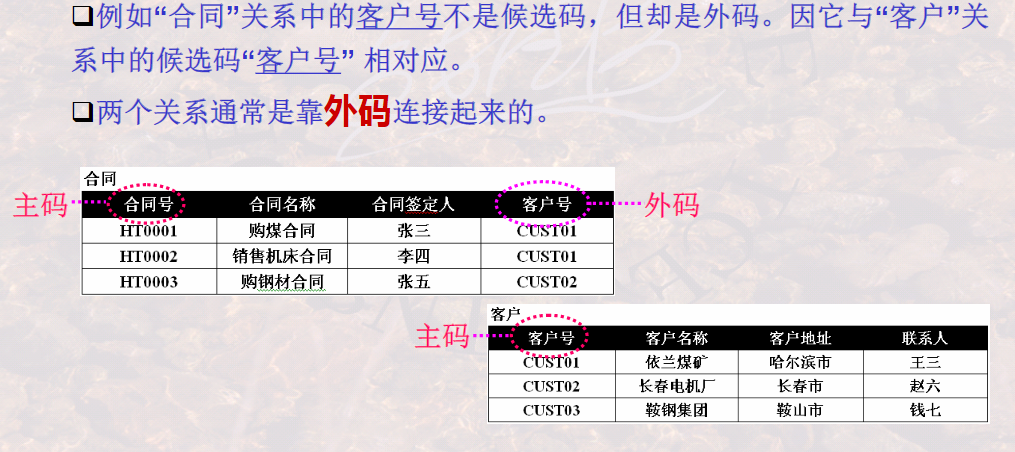 ❑例如“合同”关系中的客户号不是候选码，但却是外码。因它与“客户”关
系中的候选码“客户号” 相对应。
❑两个关系通常是靠外码连接起来的。
合同
主码 合同号 合同名称 合同签定人 客户号 外码
HT0001 购煤合同 张三 CUST01
HT0002 销售机床合同 李四 CUST01
HT0003 购钢材合同 张五 CUST02
客户
主码 客户号 客户名称 客户地址 联系人
CUST01 依兰煤矿 哈尔滨市 王三
CUST02 长春电机厂 长春市 赵六
CUST03 鞍钢集团 鞍山市 钱七